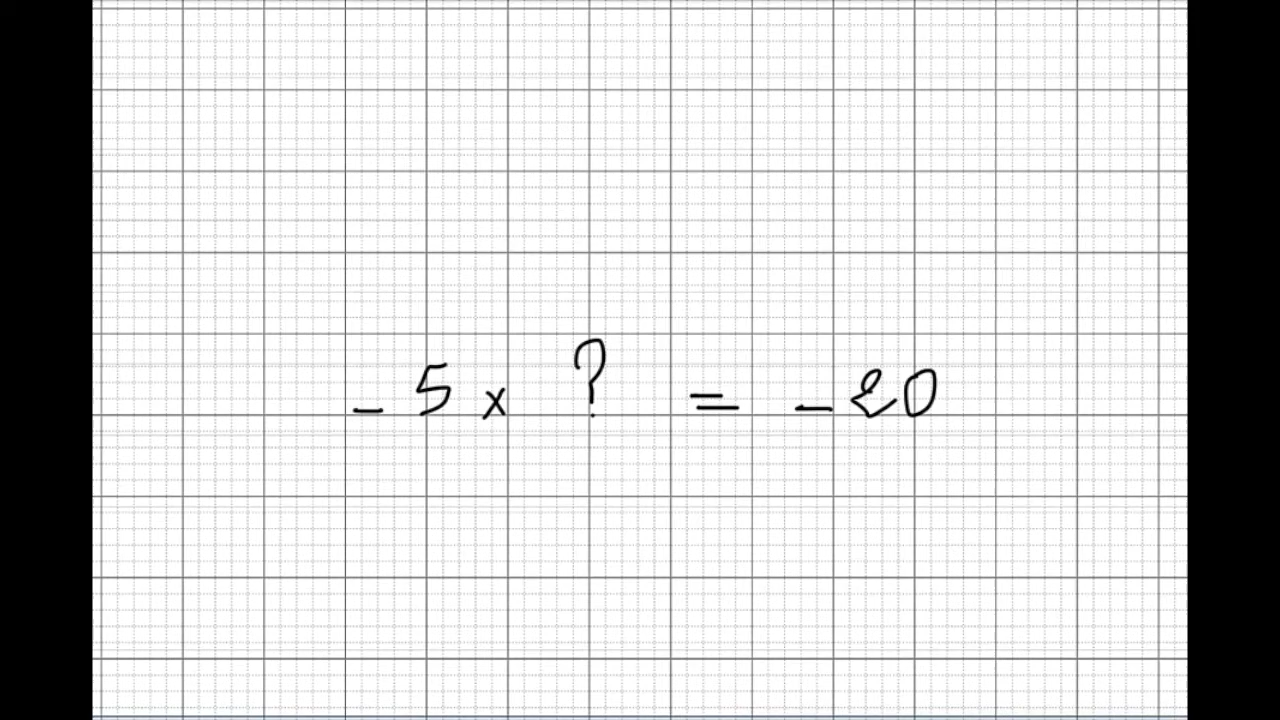 - 5 x ? = - 20